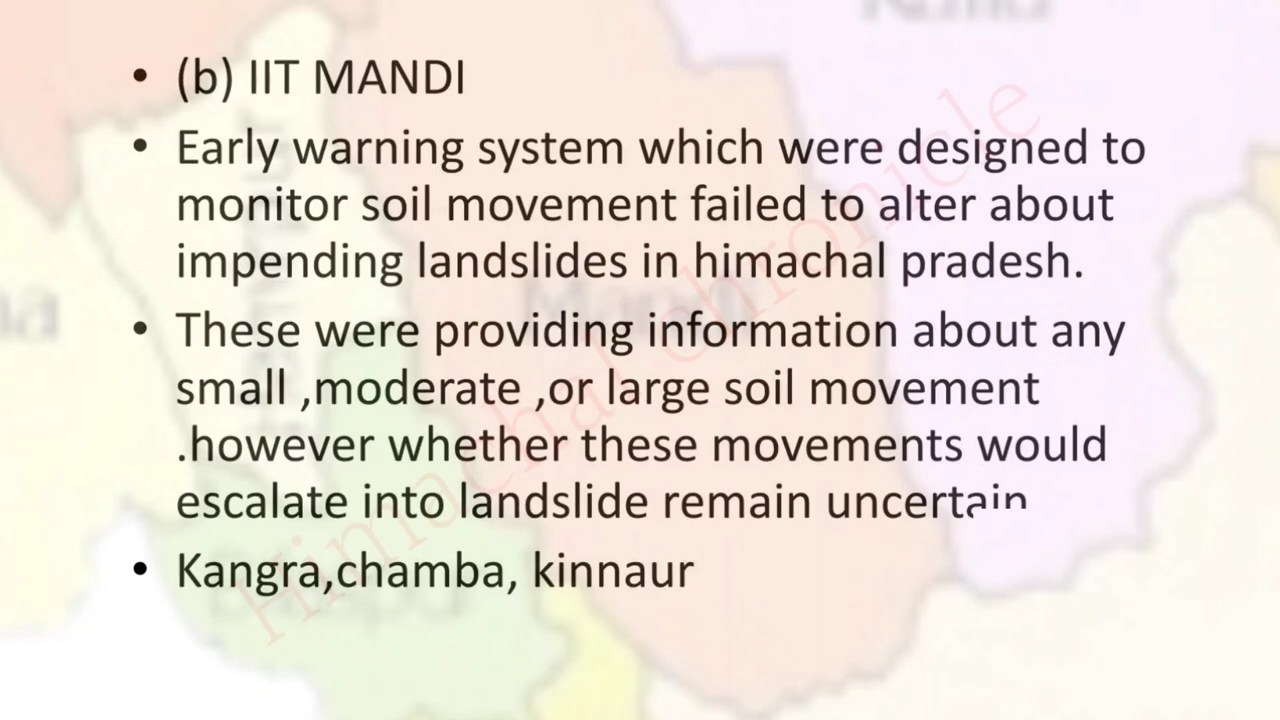 • (b) IIT MANDI
• Early warning system which were designed to
monitor soil movement failed to alter about
impending landslides in himachal pradesh.
• These were providing information about any
small ,moderate ,or large soil movement
.however whether these movements would
escalate into landslide remain uncertain
• Kangra,chamba, kinnaur
Himachal chronicle